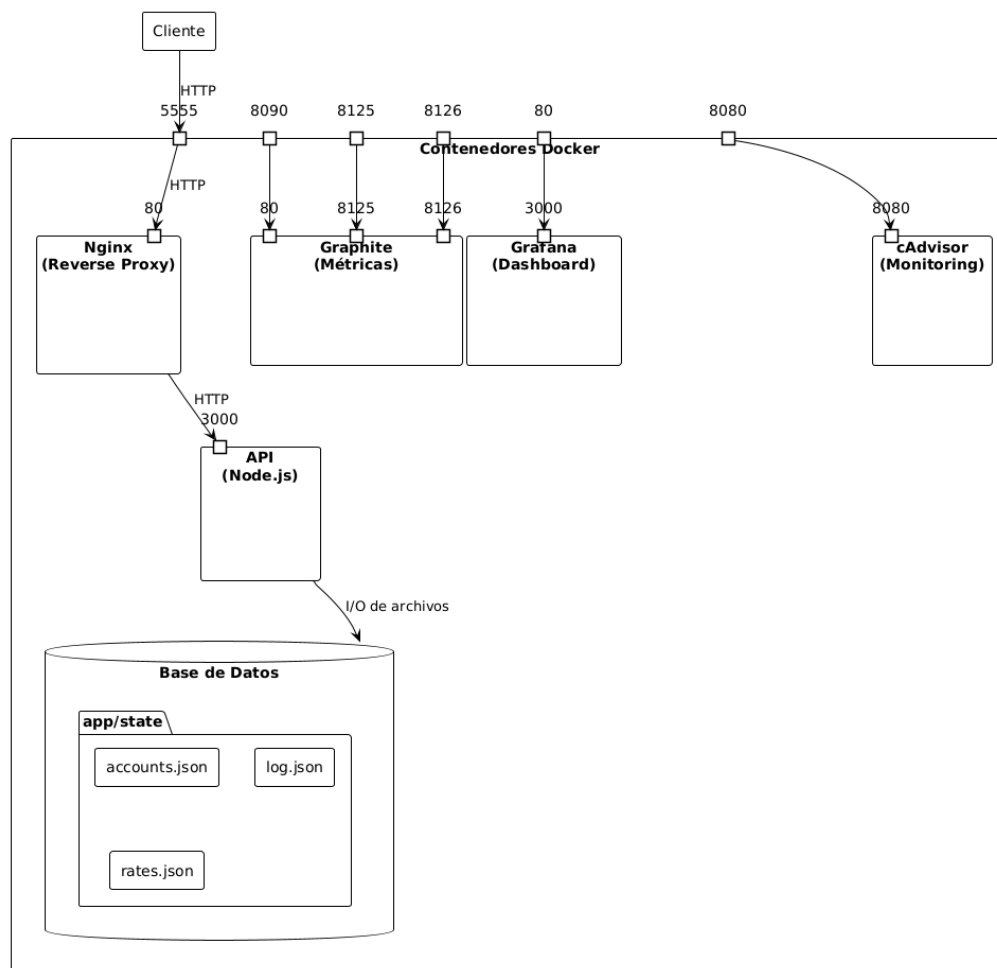 Cliente
HTTP
5555
8090
8125
8126
80
8080
Contenedores Docker
HTTP
80
80
8125
8126
3000
8080
Nginx
(Reverse Proxy)
Graphite
(Métricas)
Grafana
(Dashboard)
cAdvisor
(Monitoring)
HTTP
3000
API
(Node.js)
I/O de archivos
Base de Datos
app/state
accounts.json
log.json
rates.json